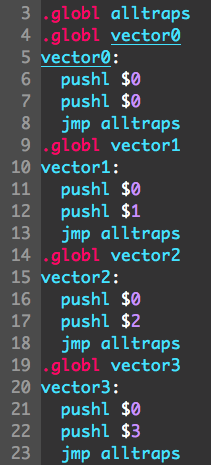 3 .globl alltraps
4 .globl vector0
5 vector0:
6 pushl $0
7 pushl $0
8 jmp alltraps
9 .globl vector1
10 vector1:
11 pushl $0
12 pushl $1
13 jmp alltraps
14 .globl vector2
15 vector2:
16 pushl $0
17 pushl $2
18 jmp alltraps
19 .globl vector3
20 vector3:
21 pushl $0
22 pushl $3
23 jmp alltraps